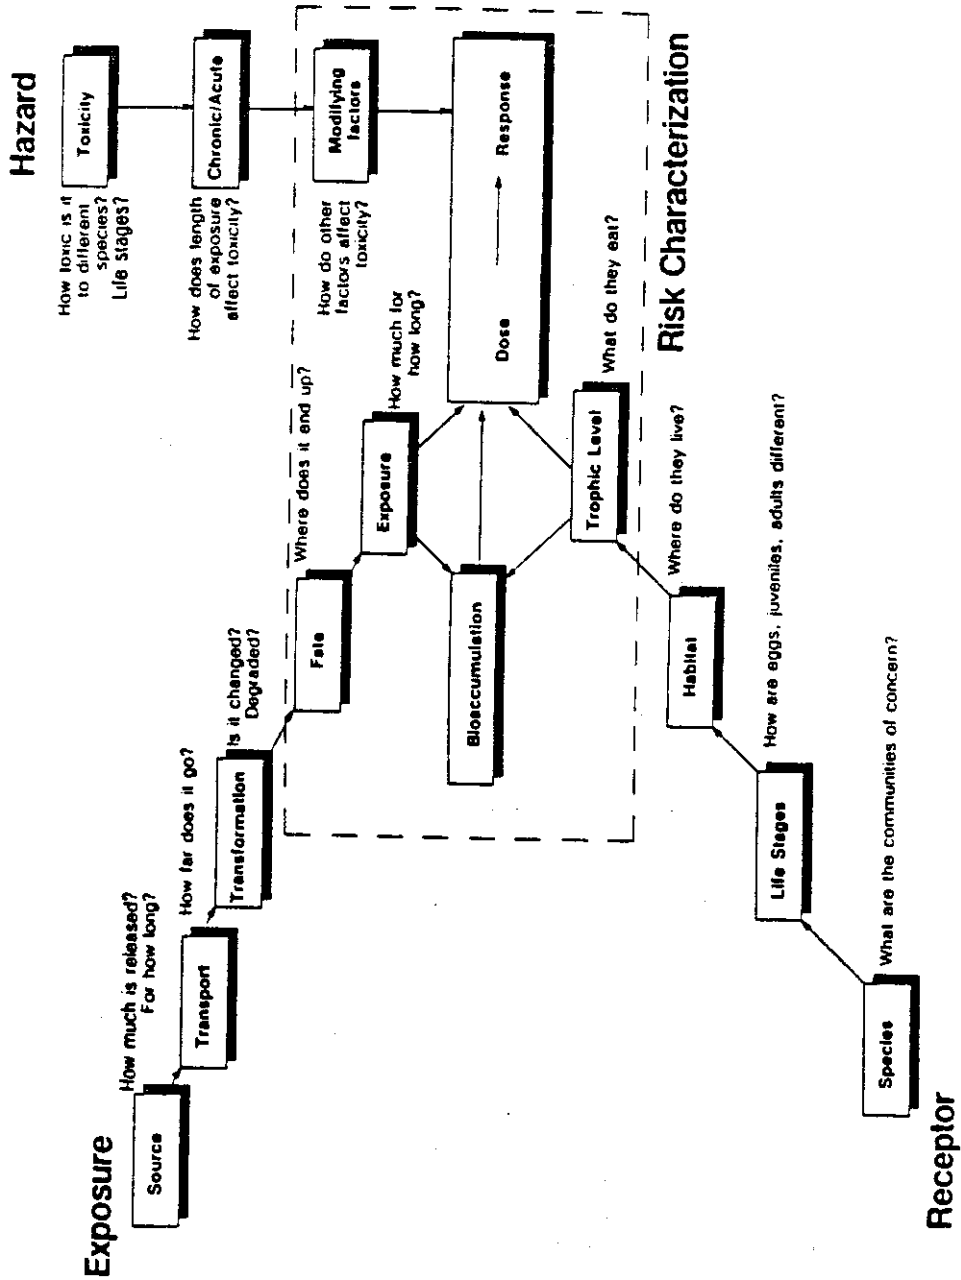 Exposure
Source
How much is released?
For how long?
Transport
How far does it go?
Transformation
Is it changed?
Degraded?
Fate
Where does it end up?
Exposure
How much for
how long?
Bioaccumulation
Hazard
How toxic is it
to different
species?
Life stages?
Toxicity
How does length
of exposure
affect toxicity?
Chronic/Acute
How do other
factors affect
toxicity?
Modifying
factors
Dose
Response
Receptor
Species
What are the communities of concern?
Life Stages
How are eggs, juveniles, adults different?
Habitat
Where do they live?
Trophic Level
What do they eat?
Risk Characterization